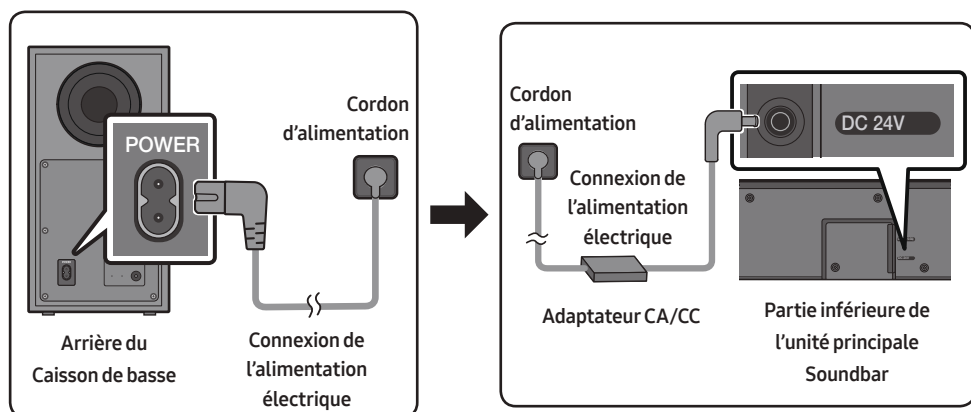 POWER
Cordon
d'alimentation
Arrière du
Caisson de basse
Connexion de
l'alimentation
électrique
Cordon
d'alimentation
DC 24V
Connexion de
l'alimentation
électrique
Adaptateur CA/CC
Partie inférieure de
l'unité principale
Soundbar